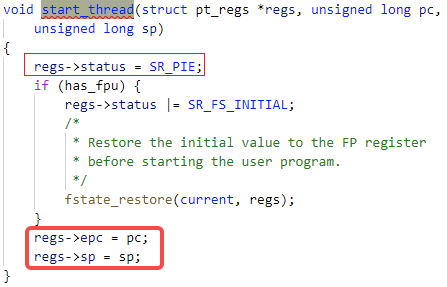 void start_thread(struct pt_regs *regs, unsigned long pc,
unsigned long sp)
{
regs->status = SR_PIE;
if (has_fpu) {
regs->status |= SR_FS_INITIAL;
/*
* Restore the initial value to the FP register
* before starting the user program.
*/
fstate_restore(current, regs);
}
regs->epc = pc;
regs->sp = sp;
}